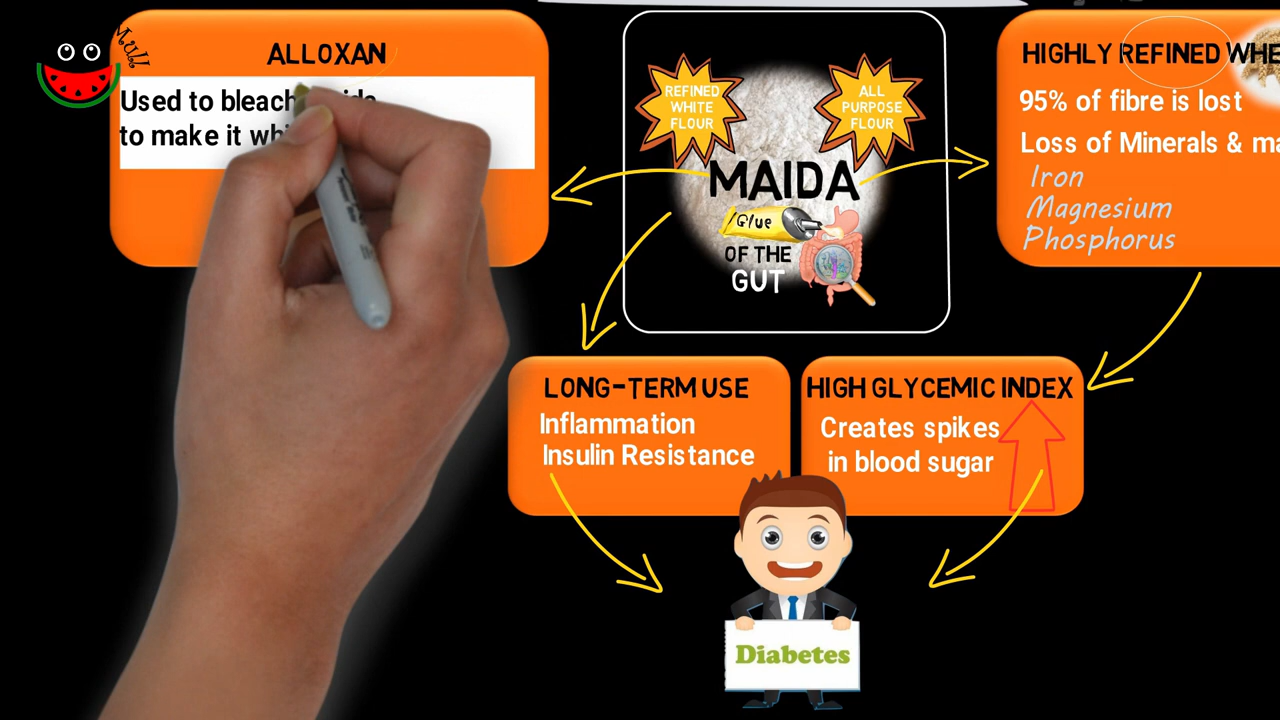 Mull
ALLOXAN
Used to bleach
to make it
REFINED
WHITE
FLOUR
ALL
PURPOSE
FLOUR
MAIDA
Glue
OF THE
GUT
HIGHLY REFINED WHE
95% of fibre is lost
Loss of Minerals & ma
Iron
Magnesium
Phosphorus
LONG-TERM USE
Inflammation
Insulin Resistance
HIGH GLYCEMIC INDEX
Creates spikes
in blood sugar
Diabetes